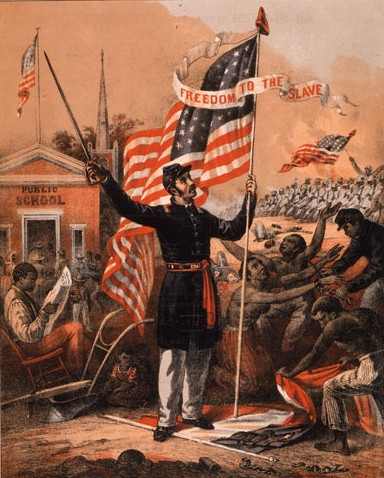 FREEDOM TO THE SLAVE
PUBLIC
SCHOOL